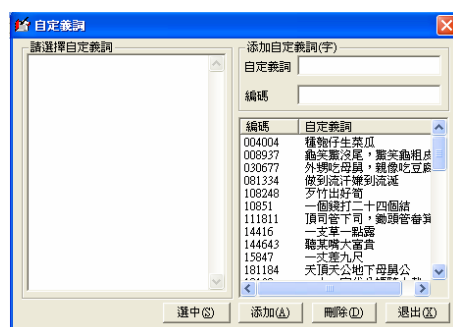 自定義詞
請選擇自定義詞
添加自定義詞(字)
自定義詞
編碼
編碼 自定義詞
004004 種匏仔生菜瓜
008937 龜笑鱉沒尾，鱉笑龜粗皮
030677 外甥吃母舅，親像吃豆腐
081334 做到流汗嫌到流涎
108248 歹竹出好筍
10851 一個錢打二十四個結
111811 頂司管下司，鋤頭管畚箕
14416 一支草一點露
144643 聽某嘴大富貴
15847 一丈差九尺
181184 天頂天公地下母舅公
選中(S) 添加(A) 刪除(D) 退出(X)